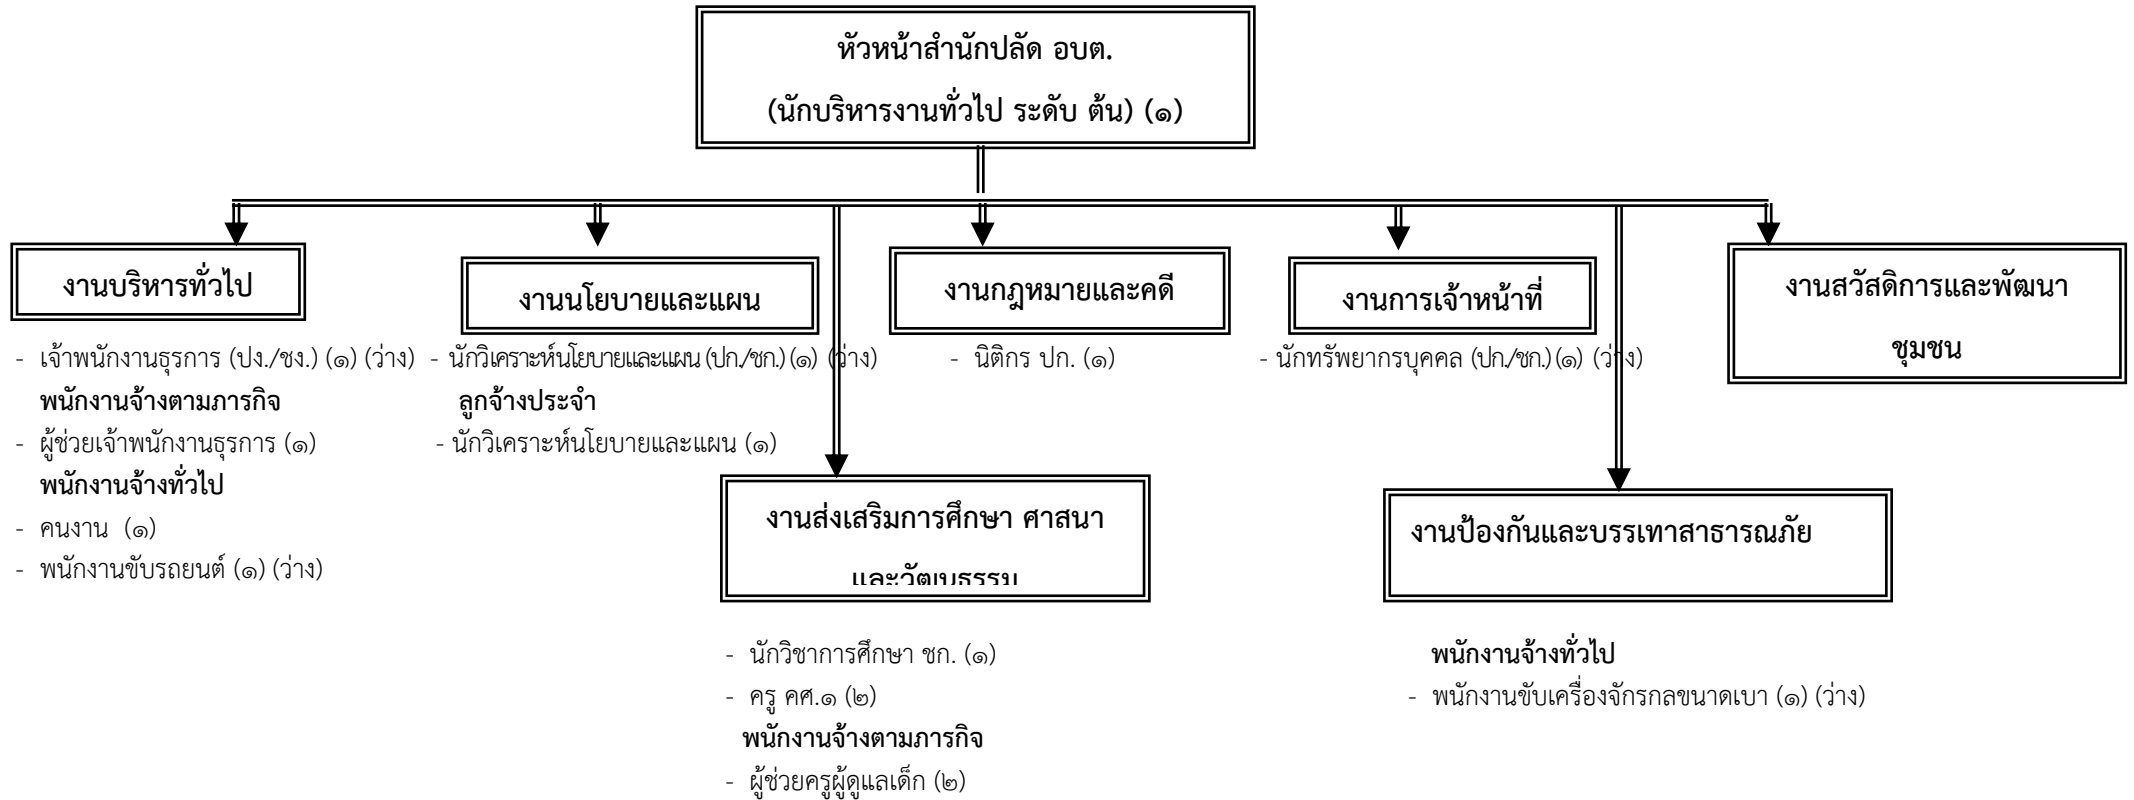 หัวหน้าสำนักปลัด อบต.
(นักบริหารงานทั่วไป ระดับ ต้น) (๑)
งานบริหารทั่วไป
- เจ้าพนักงานธุรการ (ปง./ชง.) (๑) (ว่าง)
พนักงานจ้างตามภารกิจ
- ผู้ช่วยเจ้าพนักงานธุรการ (๑)
พนักงานจ้างทั่วไป
- คนงาน (๑)
- พนักงานขับรถยนต์ (๑) (ว่าง)
งานนโยบายและแผน
- นักวิเคราะห์นโยบายและแผน (ปก./ชก.) (๑) (ว่าง)
ลูกจ้างประจำ
- นักวิเคราะห์นโยบายและแผน (๑)
งานกฎหมายและคดี
- นิติกร ปก. (๑)
งานการเจ้าหน้าที่
- นักทรัพยากรบุคคล (ปก./ชก.) (๑) (ว่าง)
งานสวัสดิการและพัฒนา
ชุมชน
งานส่งเสริมการศึกษา ศาสนา
และวัฒนธรรม
- นักวิชาการศึกษา ชก. (๑)
- ครู คศ.๑ (๒)
พนักงานจ้างตามภารกิจ
- ผู้ช่วยครูผู้ดูแลเด็ก (๒)
งานป้องกันและบรรเทาสาธารณภัย
พนักงานจ้างทั่วไป
- พนักงานขับเครื่องจักรกลขนาดเบา (๑) (ว่าง)